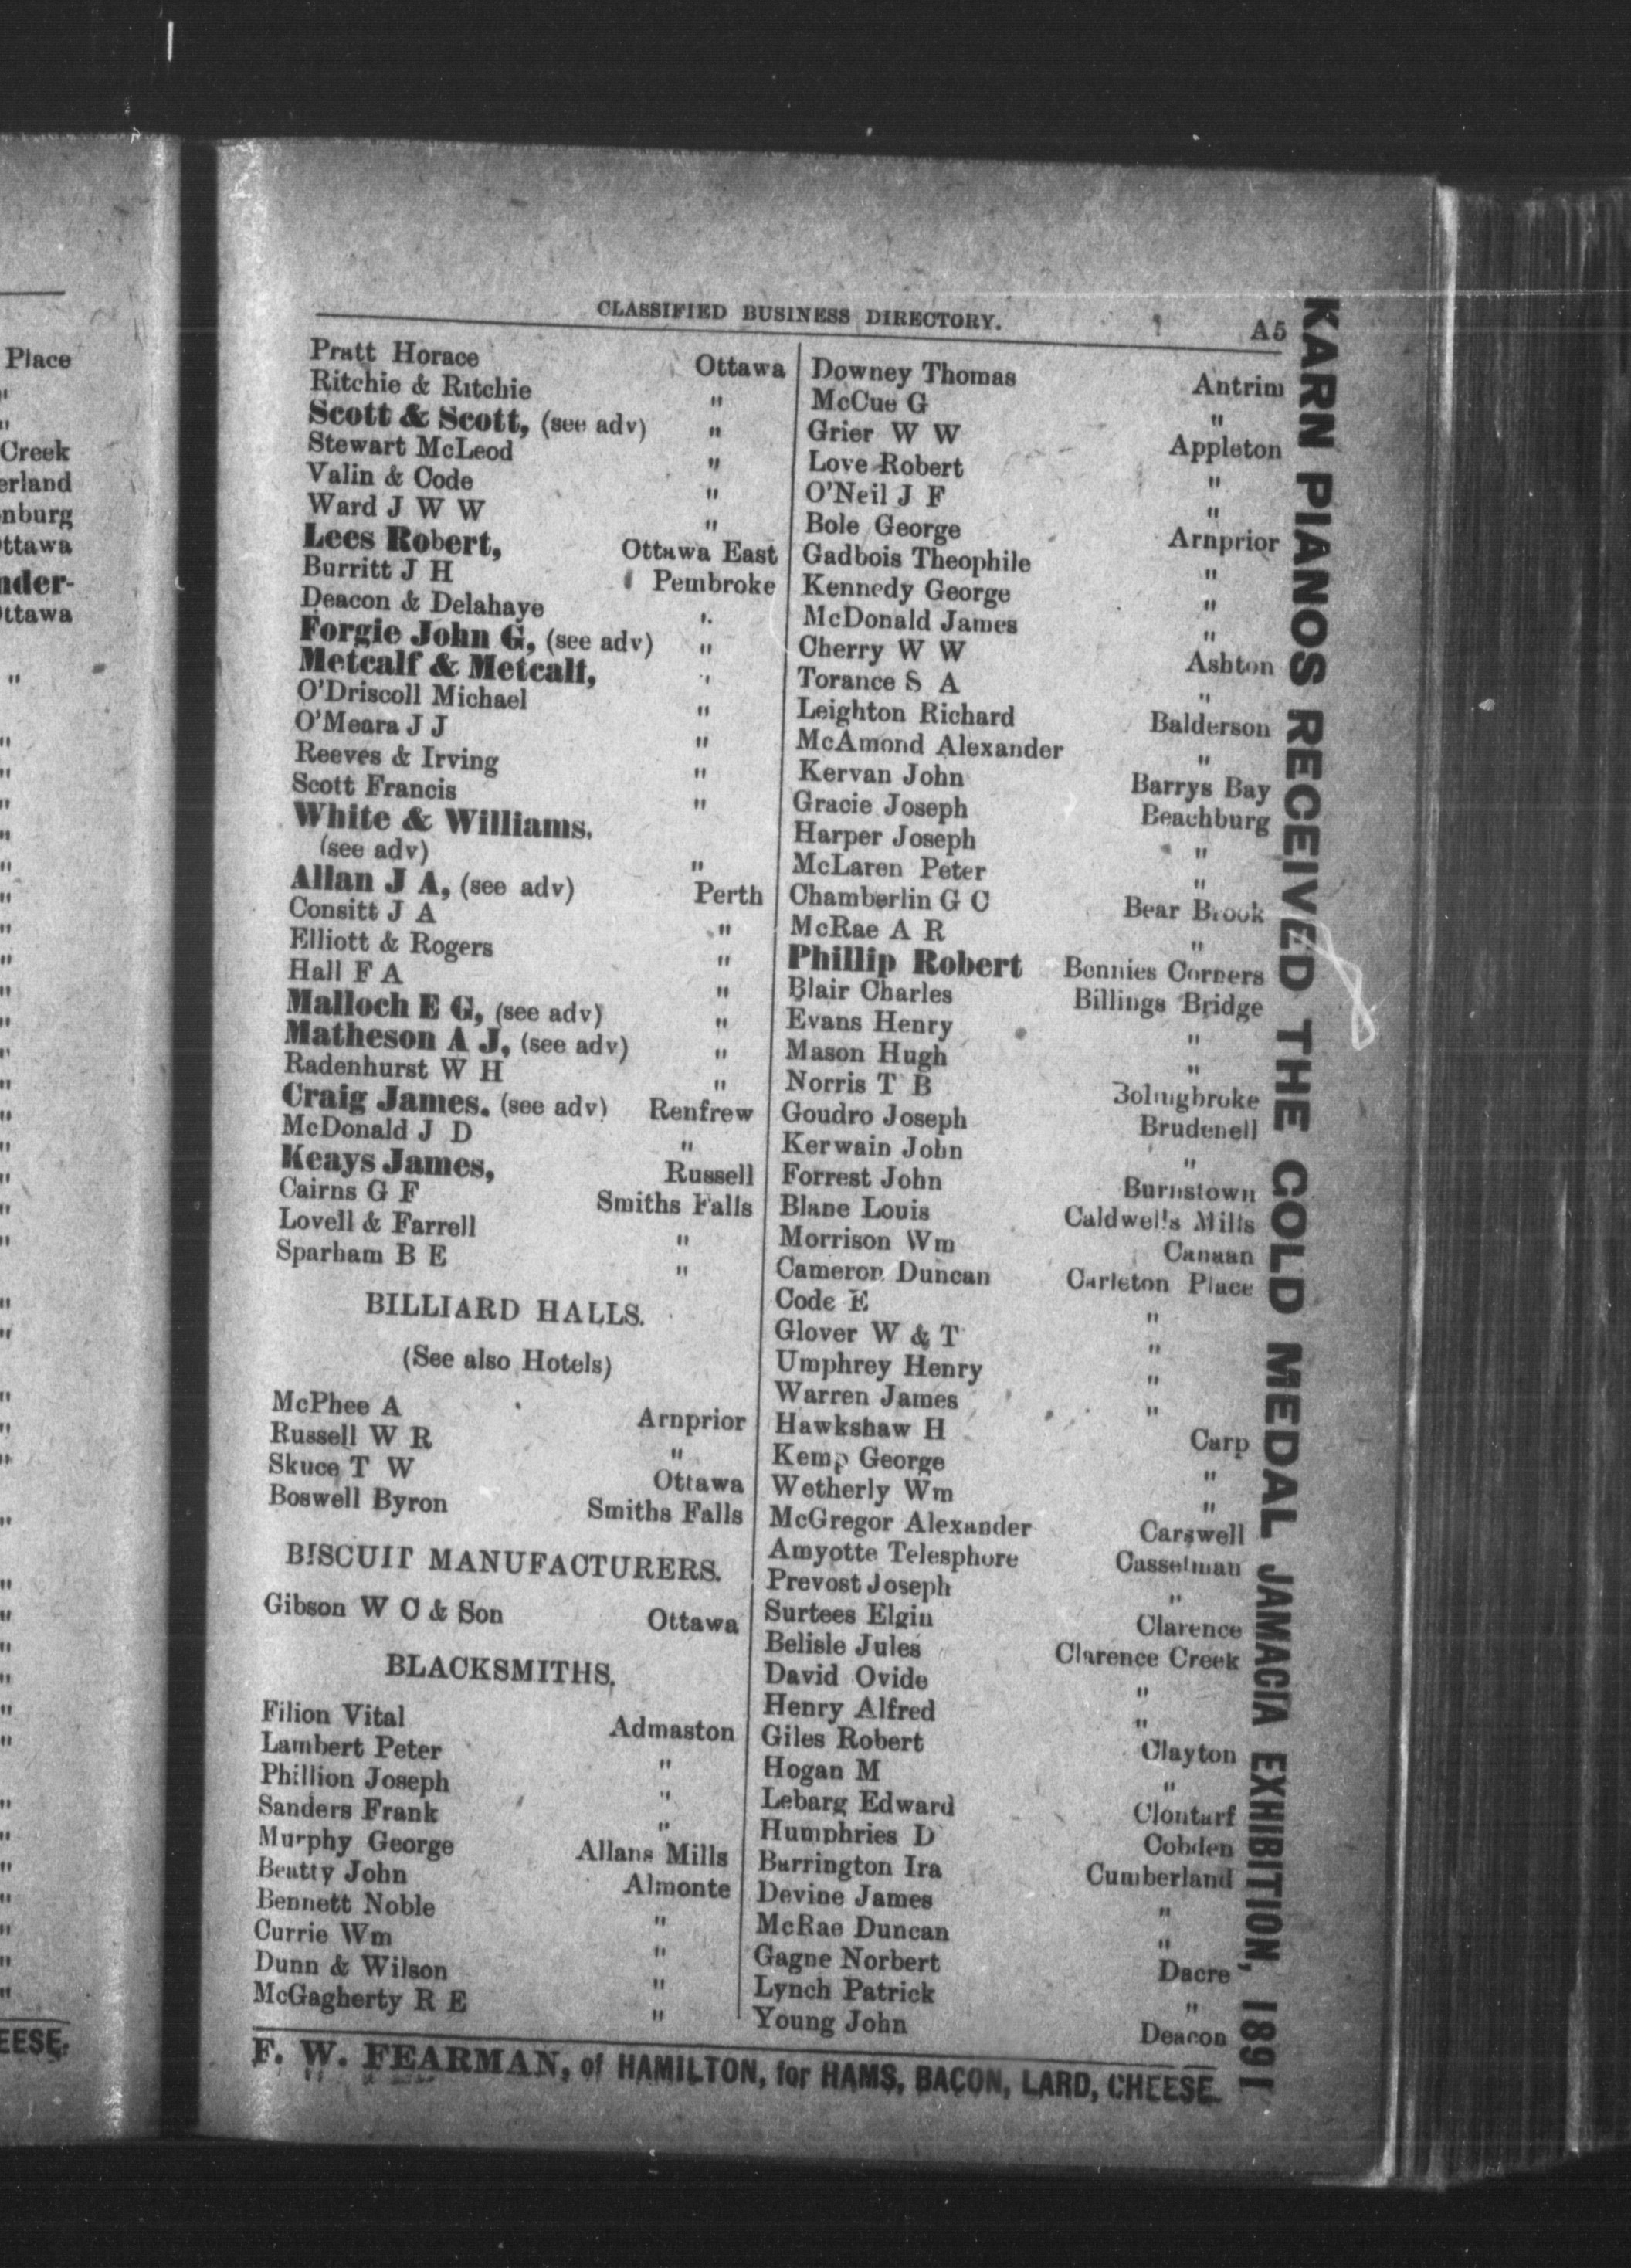 Place
"
"
Creek
erland
nburg
ttawa
nder-
ttawa
"
EESE.
CLASSIFIED BUSINESS DIRECTORY. A5
Pratt Horace Ottawa
Ritchie & Ritchie "
Scott & Scott, (see adv) "
Stewart McLeod "
Valin & Code "
Ward J W W "
Lees Robert, Ottawa East
Burritt J H Pembroke
Deacon & Delahaye "
Forgie John G, (see adv) "
Metcalf & Metcalf, "
O'Driscoll Michael "
O'Meara J J "
Reeves & Irving "
Scott Francis "
White & Williams,
(see adv) "
Allan J A, (see adv) Perth
Consitt J A "
Elliott & Rogers "
Hall F A "
Malloch E G, (see adv) "
Matheson A J, (see adv) "
Radenhurst W H "
Craig James. (see adv) Renfrew
McDonald J D "
Keays James, Russell
Cairns G F Smiths Falls
Lovell & Farrell "
Sparham B E "
BILLIARD HALLS.
(See also Hotels)
McPhee A Arnprior
Russell W R "
Skuce T W Ottawa
Boswell Byron Smiths Falls
BISCUIT MANUFACTURERS.
Gibson W C & Son Ottawa
BLACKSMITHS.
Filion Vital Admaston
Lambert Peter "
Phillion Joseph "
Sanders Frank "
Murphy George Allans Mills
Beatty John Almonte
Bennett Noble "
Currie Wm "
Dunn & Wilson "
McGagherty R E "
Downey Thomas Antrim
McCue G "
Grier W W Appleton
Love Robert "
O'Neil J F "
Bole George Arnprior
Gadbois Theophile "
Kennedy George "
McDonald James "
Cherry W W Ashton
Torance S A "
Leighton Richard Balderson
McAmond Alexander "
Kervan John Barrys Bay
Gracie Joseph Beachburg
Harper Joseph "
McLaren Peter "
Chamberlin G C Bear Brook
McRae A R "
Phillip Robert Bennies Corners
Blair Charles Billings Bridge
Evans Henry "
Mason Hugh "
Norris T B Bolingbroke
Goudro Joseph Brudenell
Kerwain John "
Forrest John Burnstown
Blane Louis Caldwells Mills
Morrison Wm Canaan
Cameron Duncan Carleton Place
Code E "
Glover W & T "
Umphrey Henry "
Warren James "
Hawkshaw H Carp
Kemp George "
Wetherly Wm "
McGregor Alexander Carswell
Amyotte Telesphore Casselman
Prevost Joseph "
Surtees Elgin Clarence
Belisle Jules Clarence Creek
David Ovide "
Henry Alfred "
Giles Robert Clayton
Hogan M "
Lebarg Edward Clontarf
Humphries D Cobden
Barrington Ira Cumberland
Devine James "
McRae Duncan "
Gagne Norbert Dacre
Lynch Patrick "
Young John Deacon
F. W. FEARMAN, of HAMILTON, for HAMS, BACON, LARD, CHEESE.
KARN PIANOS RECEIVED THE GOLD MEDAL JAMACIA EXHIBITION, 1891